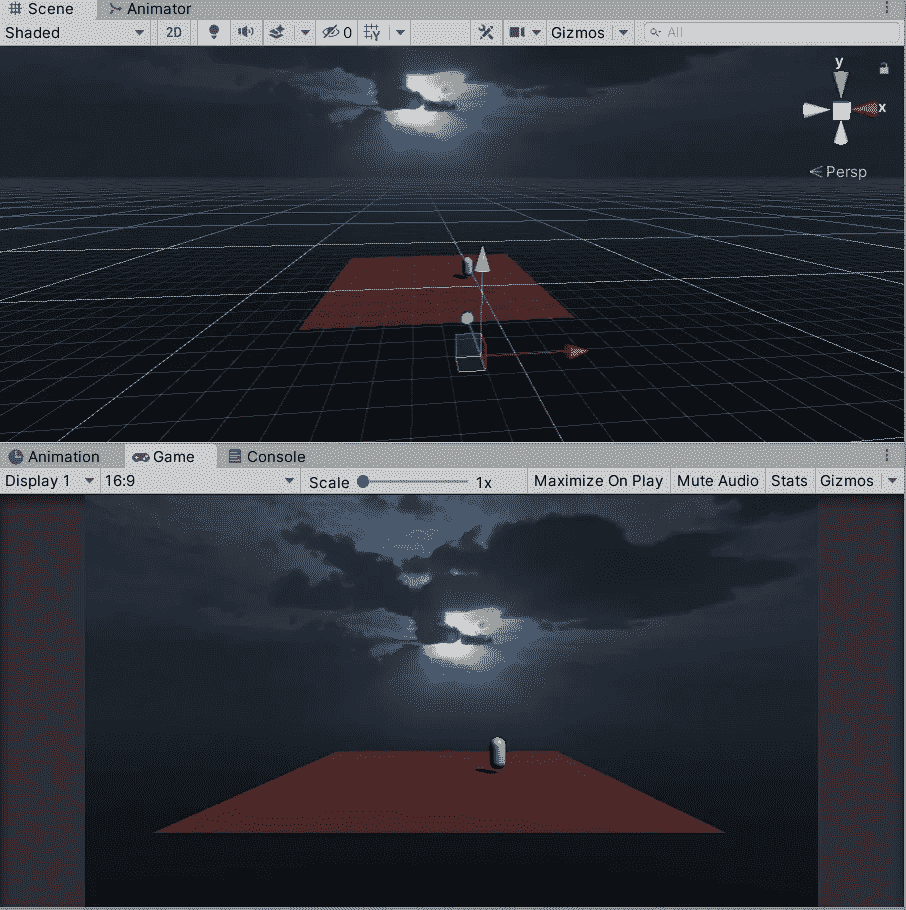 Scene Animator
Shaded 2D 0 Gizmos All
y
x
Persp
Animation Game Console
Display 1 16:9 Scale 1x Maximize On Play Mute Audio Stats Gizmos